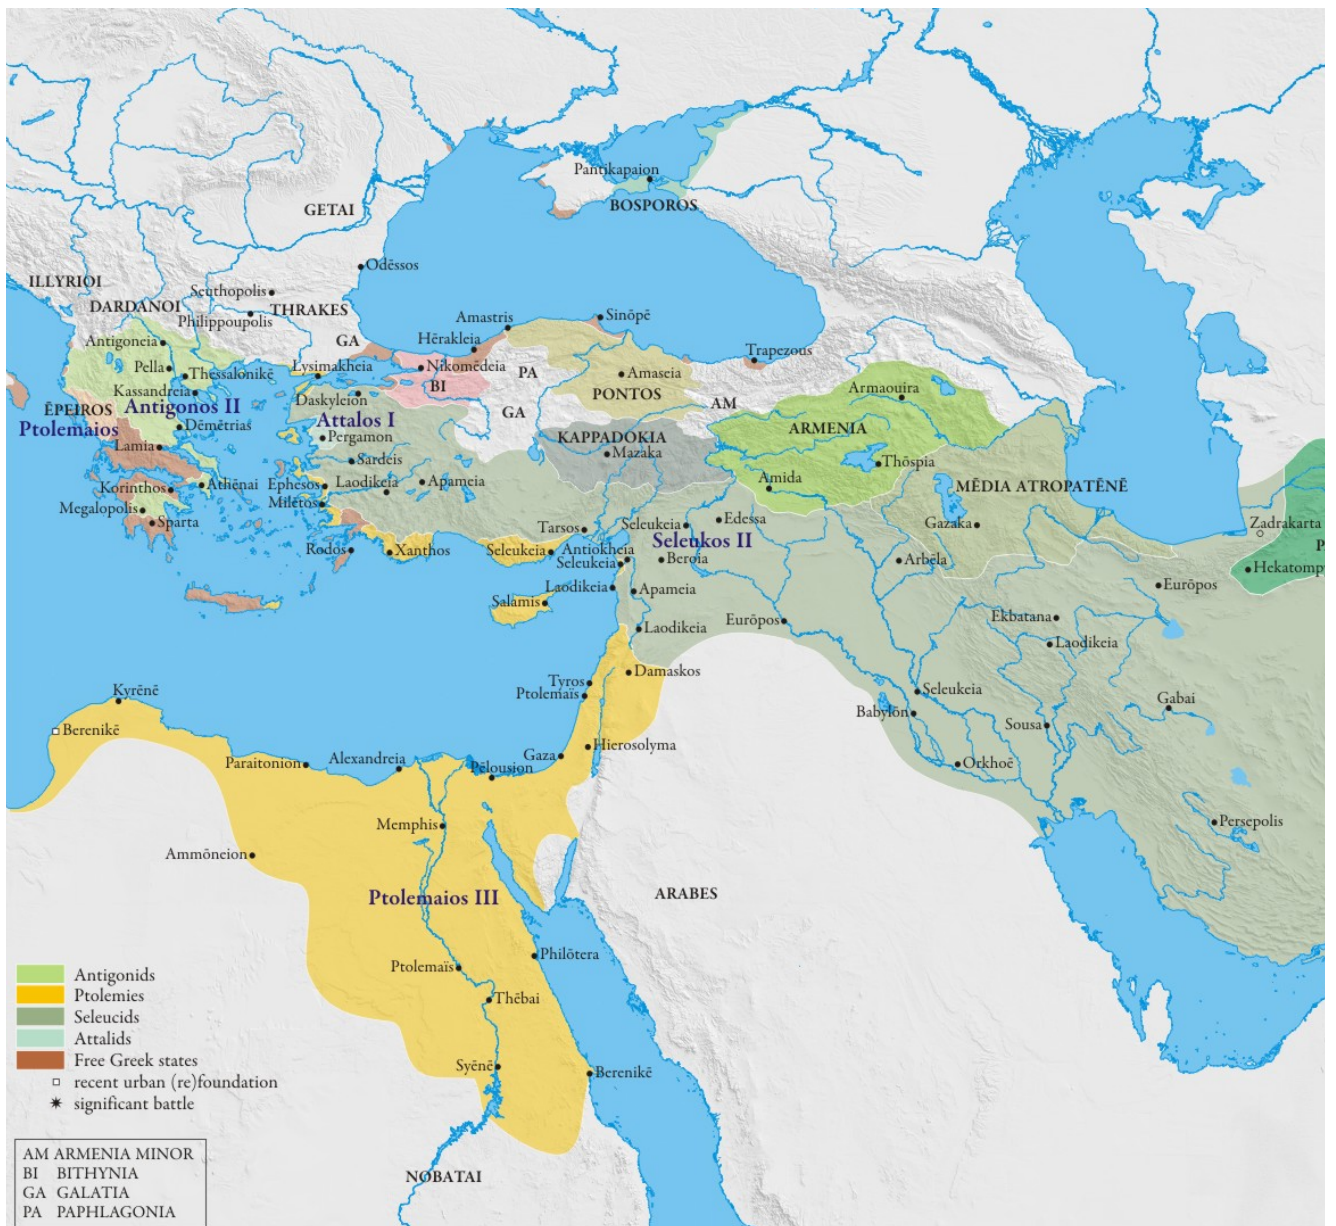 Pantikapaion
BOSPOROS
GETAI
Odēssos
ILLYRIOI
Seuthopolis
DARDANOI
THRAKES
Philippoupolis
Amastris
Sinōpē
Antigoneia
GA
Hērakleia
Trapezous
Pella
Thessalonikē
Lysimakheia
Nikomēdeia
PA
Amaseia
BI
PONTOS
Armaouira
Kassandreia
Daskyleion
AM
ĒPEIROS
Antigonos II
Attalos I
GA
Ptolemaios
Dēmētrias
ARMENIA
Pergamon
KAPPADOKIA
Lamia
Mazaka
Sardeis
Thōspia
Korinthos
Athēnai
Ephesos
Laodikeia
Apameia
Amida
MĒDIA ATROPATĒNĒ
Megalopolis
Milētos
Sparta
Tarsos
Seleukeia
Edessa
Gazaka
Zadrakarta
Seleukos II
P
Rodos
Xanthos
Seleukeia
Antiokheia
Seleukeia
Beroia
Arbēla
Hekatomp
Laodikeia
Apameia
Eurōpos
Salamis
Laodikeia
Eurōpos
Ekbatana
Laodikeia
Damaskos
Tyros
Ptolemaïs
Kyrēnē
Seleukeia
Gabai
Berenikē
Babylōn
Sousa
Hierosolyma
Gaza
Alexandreia
Paraitonion
Pēlousion
Orkhoē
Memphis
Persepolis
Ammōneion
Ptolemaios III
ARABES
Philōtera
Ptolemaïs
Thēbai
Syēnē
Berenikē
NOBATAI
Antigonids
Ptolemies
Seleucids
Attalids
Free Greek states
recent urban (re)foundation
significant battle
AM ARMENIA MINOR
BI BITHYNIA
GA GALATIA
PA PAPHLAGONIA